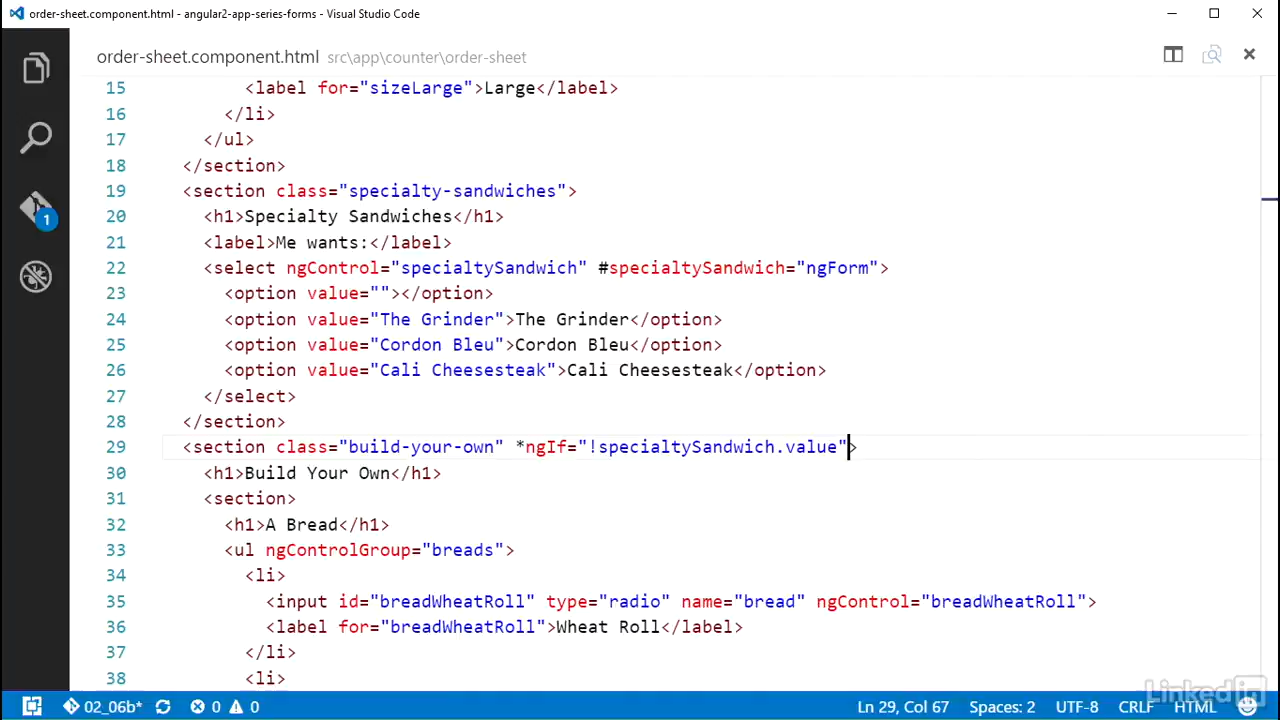 order-sheet.component.html - angular2-app-series-forms - Visual Studio Code
order-sheet.component.html src\app\counter\order-sheet
15 <label for="sizeLarge">Large</label>
16 </li>
17 </ul>
18 </section>
19 <section class="specialty-sandwiches">
20 <h1>Specialty Sandwiches</h1>
21 <label>Me wants:</label>
22 <select ngControl="specialtySandwich" #specialtySandwich="ngForm">
23 <option value=""></option>
24 <option value="The Grinder">The Grinder</option>
25 <option value="Cordon Bleu">Cordon Bleu</option>
26 <option value="Cali Cheesesteak">Cali Cheesesteak</option>
27 </select>
28 </section>
29 <section class="build-your-own" *ngIf="!specialtySandwich.value">
30 <h1>Build Your Own</h1>
31 <section>
32 <h1>A Bread</h1>
33 <ul ngControlGroup="breads">
34 <li>
35 <input id="breadWheatRoll" type="radio" name="bread" ngControl="breadWheatRoll">
36 <label for="breadWheatRoll">Wheat Roll</label>
37 </li>
38 <li>
1
LinkedIn
02_06b* 0 0 Ln 29, Col 67 Spaces: 2 UTF-8 CRLF HTML